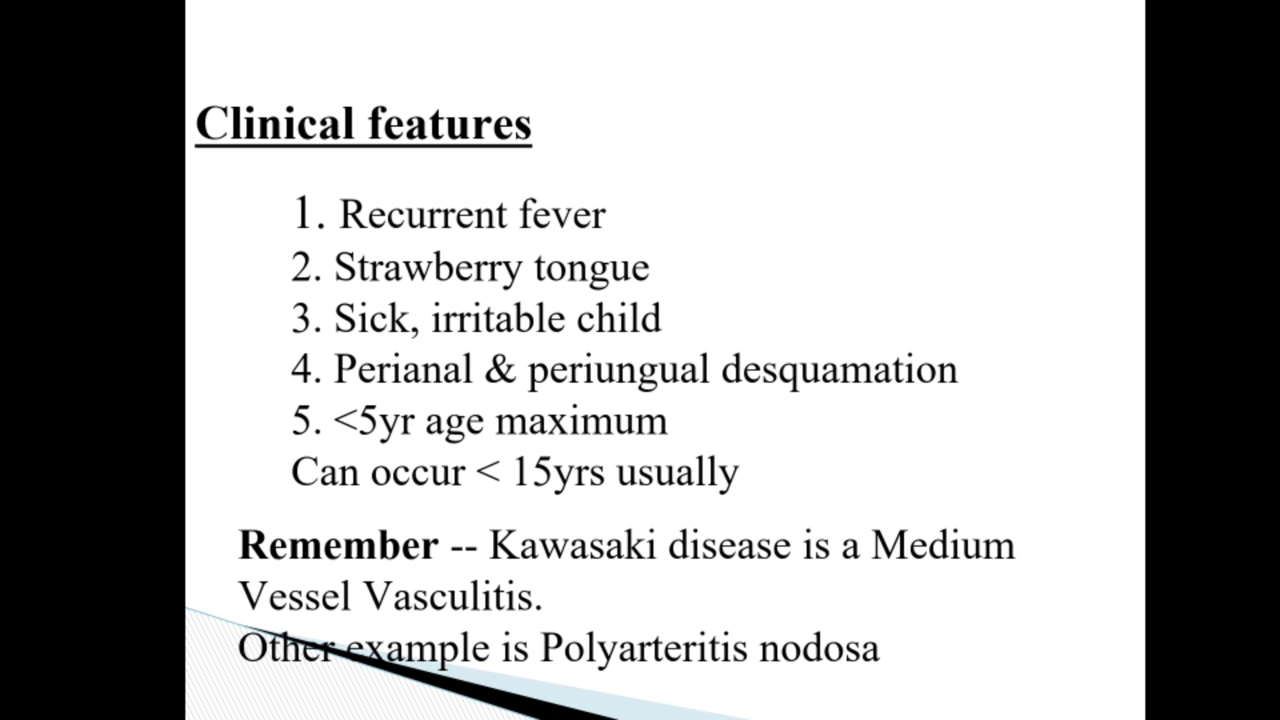 Clinical features
1. Recurrent fever
2. Strawberry tongue
3. Sick, irritable child
4. Perianal & periungual desquamation
5. <5yr age maximum
Can occur < 15yrs usually
Remember -- Kawasaki disease is a Medium
Vessel Vasculitis.
Other example is Polyarteritis nodosa